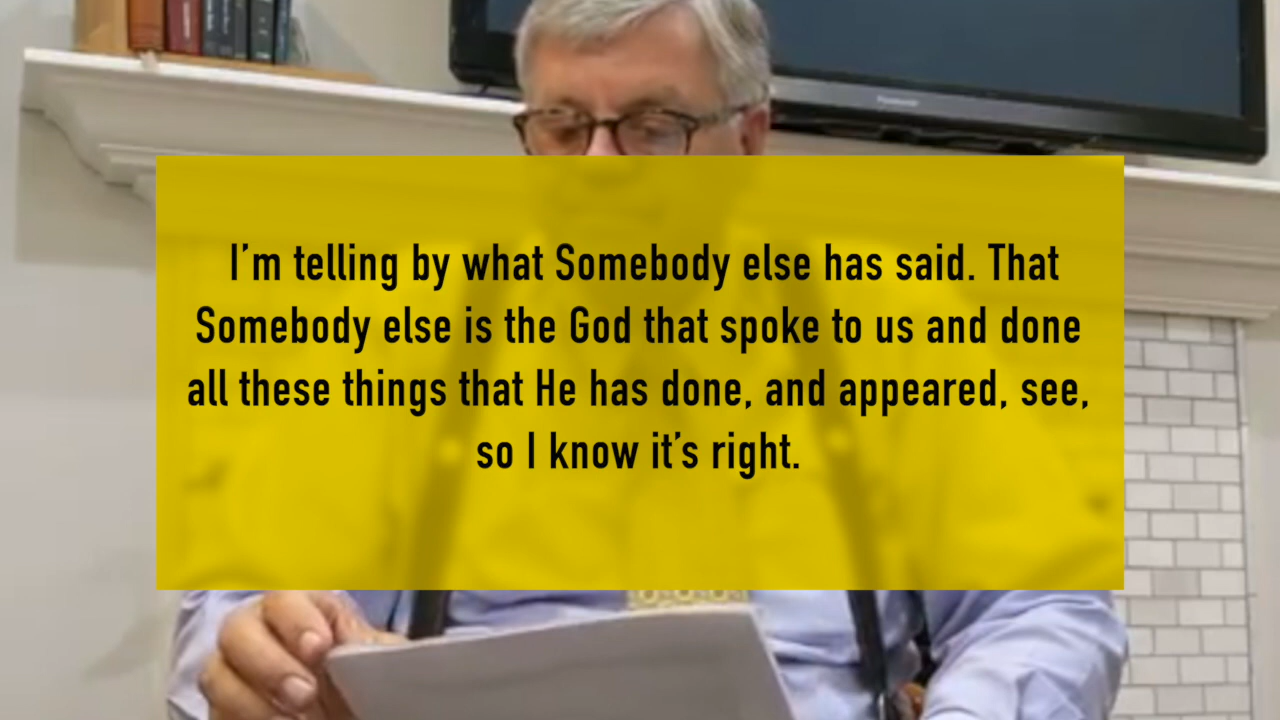 I'm telling by what Somebody else has said. That
Somebody else is the God that spoke to us and done
all these things that He has done, and appeared, see,
so I know it's right.